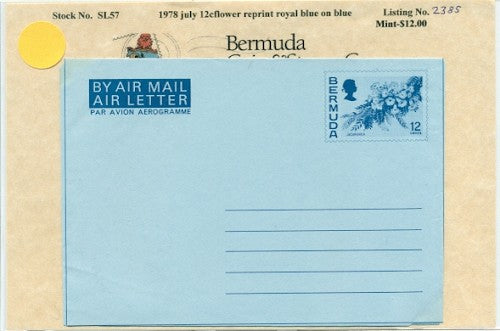 Stock No. SL57 1978 july 12cflower reprint royal blue on blue Listing No. 2385
Mint-$12.00
Bermuda
BY AIR MAIL
AIR LETTER
PAR AVION AEROGRAMME
BERMUDA
12